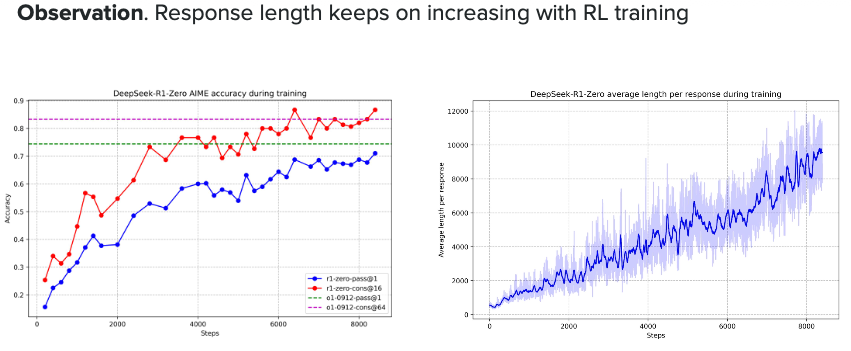 Observation. Response length keeps on increasing with RL training
DeepSeek-R1-Zero AIME accuracy during training
0.9
0.8
0.7
0.6
0.5
0.4
0.3
0.2
Accuracy
r1-zero-pass@1
r1-zero-cons@16
o1-0912-pass@1
o1-0912-cons@64
0 2000 4000 6000 8000
Steps
DeepSeek-R1-Zero average length per response during training
12000
10000
8000
6000
4000
2000
0
Average length per response
0 2000 4000 6000 8000
Steps